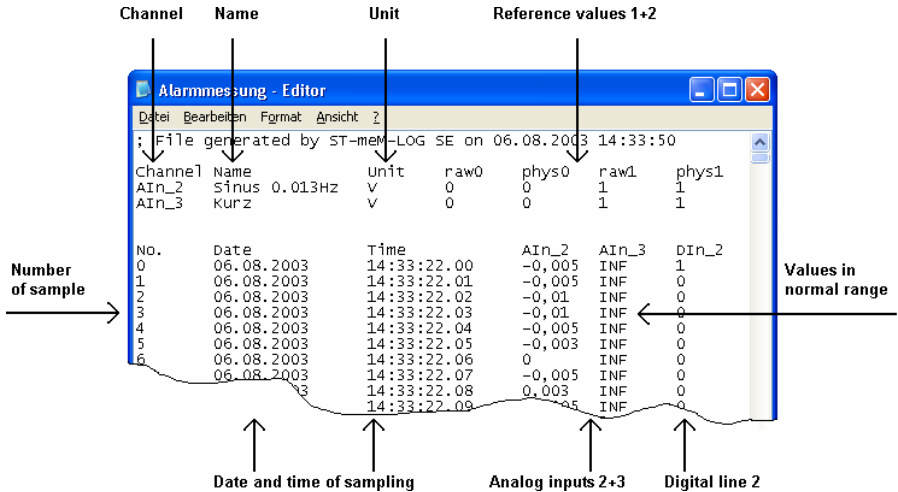 Channel Name Unit Reference values 1+2
Alarmmessung - Editor
Datei Bearbeiten Format Ansicht ?
; File generated by ST-meM-LOG SE on 06.08.2003 14:33:50
Channel Name Unit raw0 phys0 raw1 phys1
AIn_2 Sinus 0.013Hz V 0 0 1 1
AIn_3 Kurz V 0 0 1 1
No. Date Time AIn_2 AIn_3 DIn_2
0 06.08.2003 14:33:22.00 -0,005 INF 1
1 06.08.2003 14:33:22.01 -0,005 INF 0
2 06.08.2003 14:33:22.02 -0,01 INF 0
3 06.08.2003 14:33:22.03 -0,01 INF 0
4 06.08.2003 14:33:22.04 -0,005 INF 0
5 06.08.2003 14:33:22.05 -0,003 INF 0
6 06.08.2003 14:33:22.06 0 INF 0
06.08.2003 14:33:22.07 -0,005 INF 0
14:33:22.08 0,003 INF 0
14:33:22.09 INF 0
Number
of sample
Values in
normal range
Date and time of sampling Analog inputs 2+3 Digital line 2